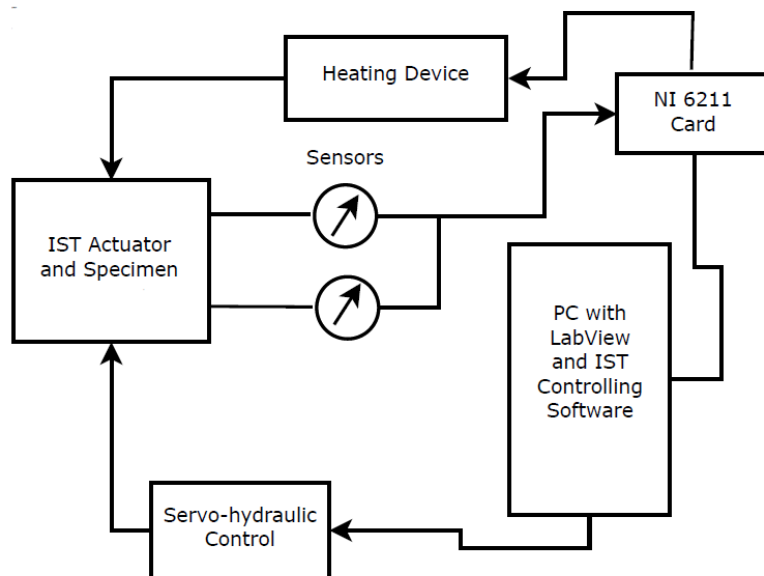 Heating Device
NI 6211
Card
Sensors
IST Actuator
and Specimen
PC with
LabView
and IST
Controlling
Software
Servo-hydraulic
Control